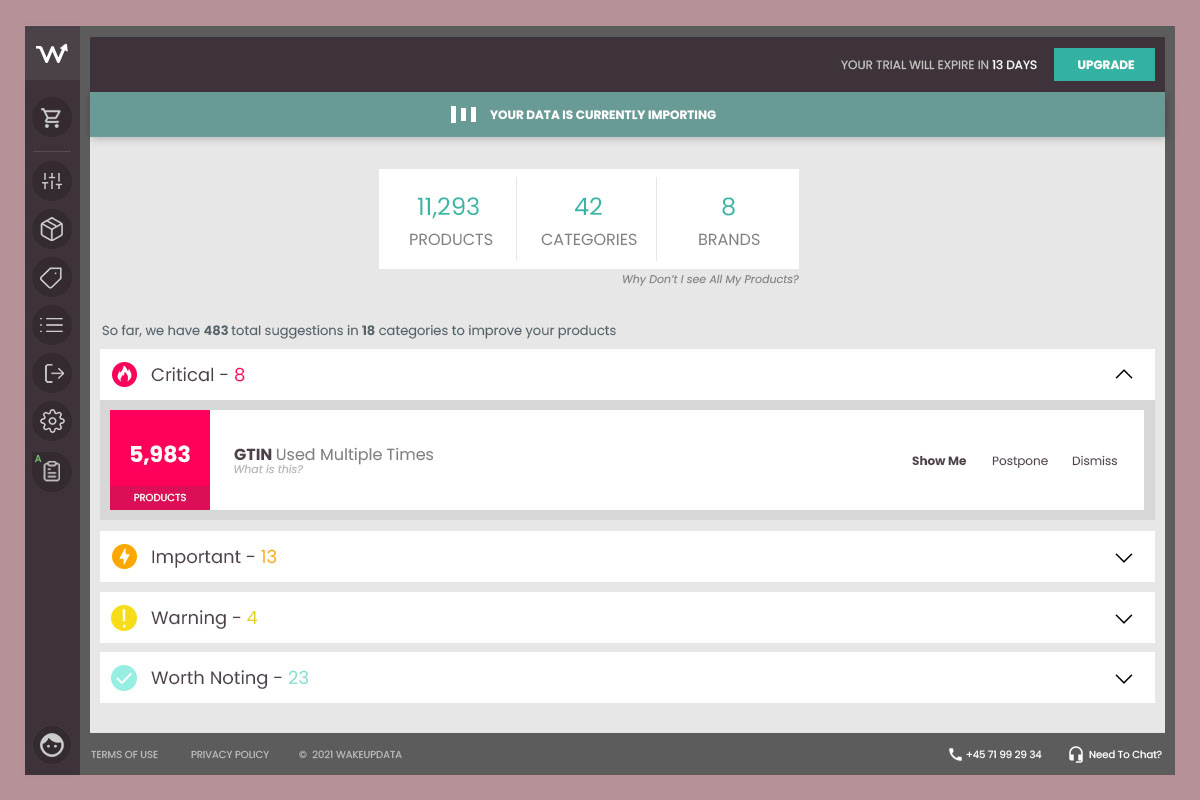 W
YOUR TRIAL WILL EXPIRE IN 13 DAYS
UPGRADE
YOUR DATA IS CURRENTLY IMPORTING
11,293
PRODUCTS
42
CATEGORIES
8
BRANDS
Why Don't I see All My Products?
So far, we have 483 total suggestions in 18 categories to improve your products
Critical - 8
5,983
PRODUCTS
GTIN Used Multiple Times
What is this?
Show Me
Postpone
Dismiss
A
Important - 13
Warning - 4
Worth Noting - 23
TERMS OF USE
PRIVACY POLICY
© 2021 WAKEUPDATA
+45 71 99 29 34
Need To Chat?